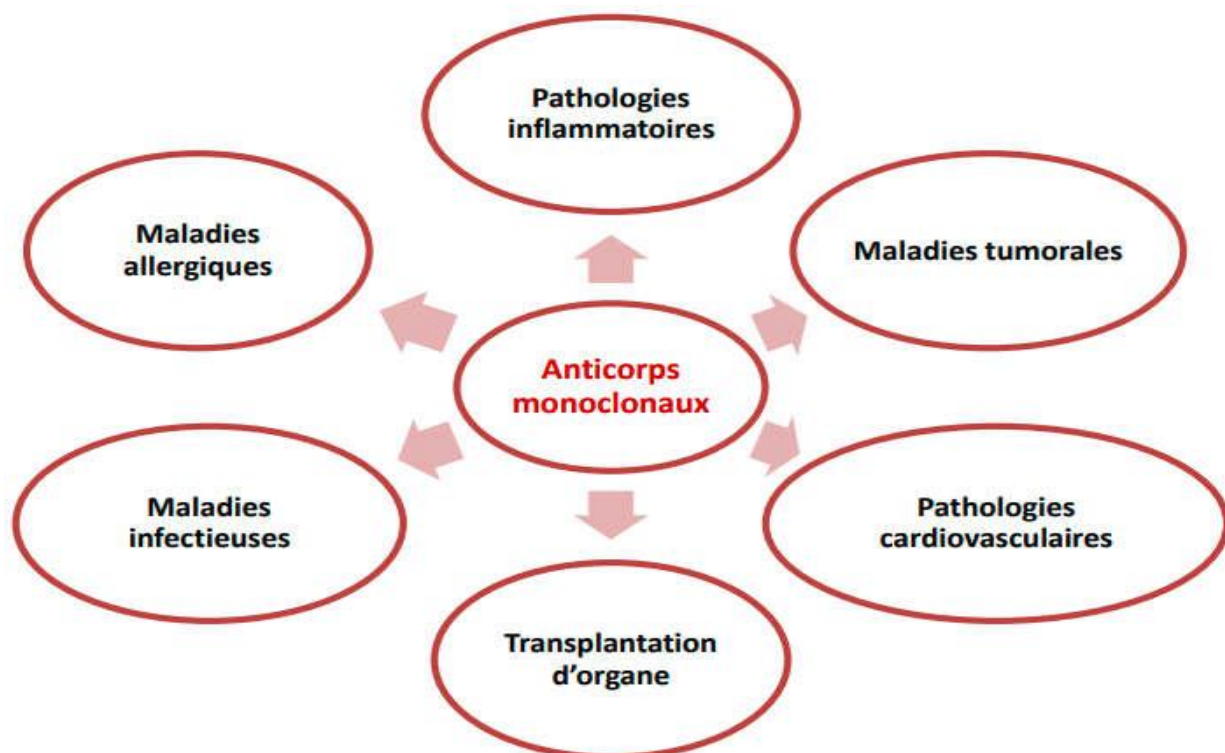 Pathologies
inflammatoires
Maladies
allergiques
Maladies tumorales
Anticorps
monoclonaux
Maladies
infectieuses
Pathologies
cardiovasculaires
Transplantation
d’organe